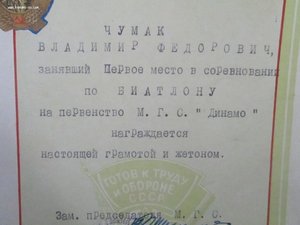 ЧУМАК
ВЛАДИМИР ФЕДОРОВИЧ,
занявший Первое место в соревновании
по БИАТЛОНУ
на первенство М.Г.С." Динамо "
награждается
настоящей грамотой и жетоном.
ГОТОВ К ТРУДУ
И ОБОРОНЕ
СССР
Зам. председателя М.Г.С.